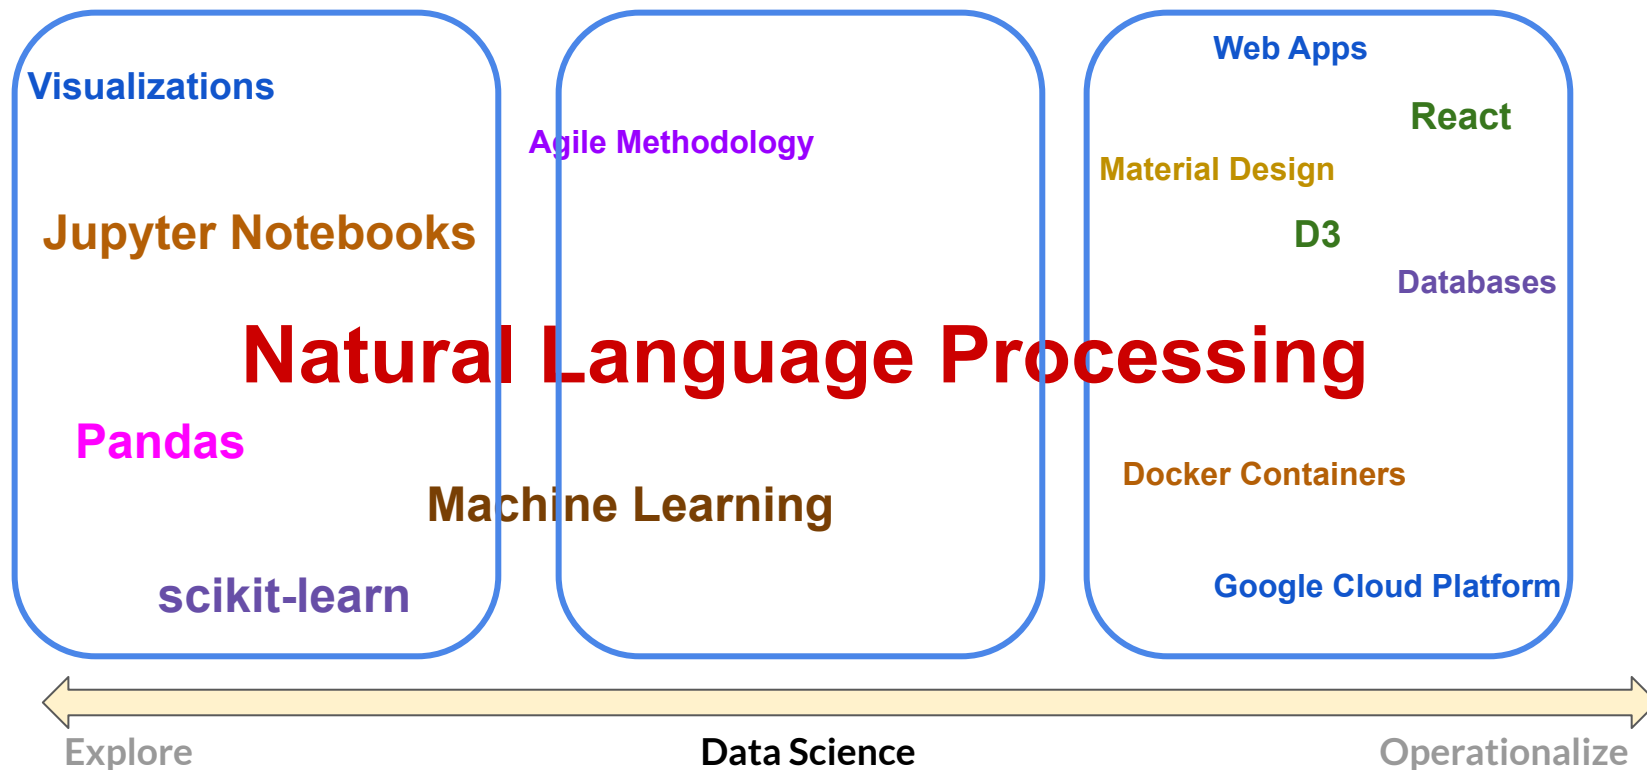 Web Apps
Visualizations
React
Agile Methodology
Material Design
Jupyter Notebooks
D3
Databases
Natural Language Processing
Pandas
Docker Containers
Machine Learning
Google Cloud Platform
scikit-learn
Explore
Data Science
Operationalize